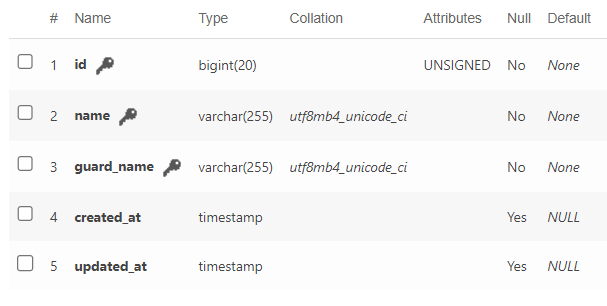 # Name Type Collation Attributes Null Default
1 id bigint(20) UNSIGNED No None
2 name varchar(255) utf8mb4_unicode_ci No None
3 guard_name varchar(255) utf8mb4_unicode_ci No None
4 created_at timestamp Yes NULL
5 updated_at timestamp Yes NULL